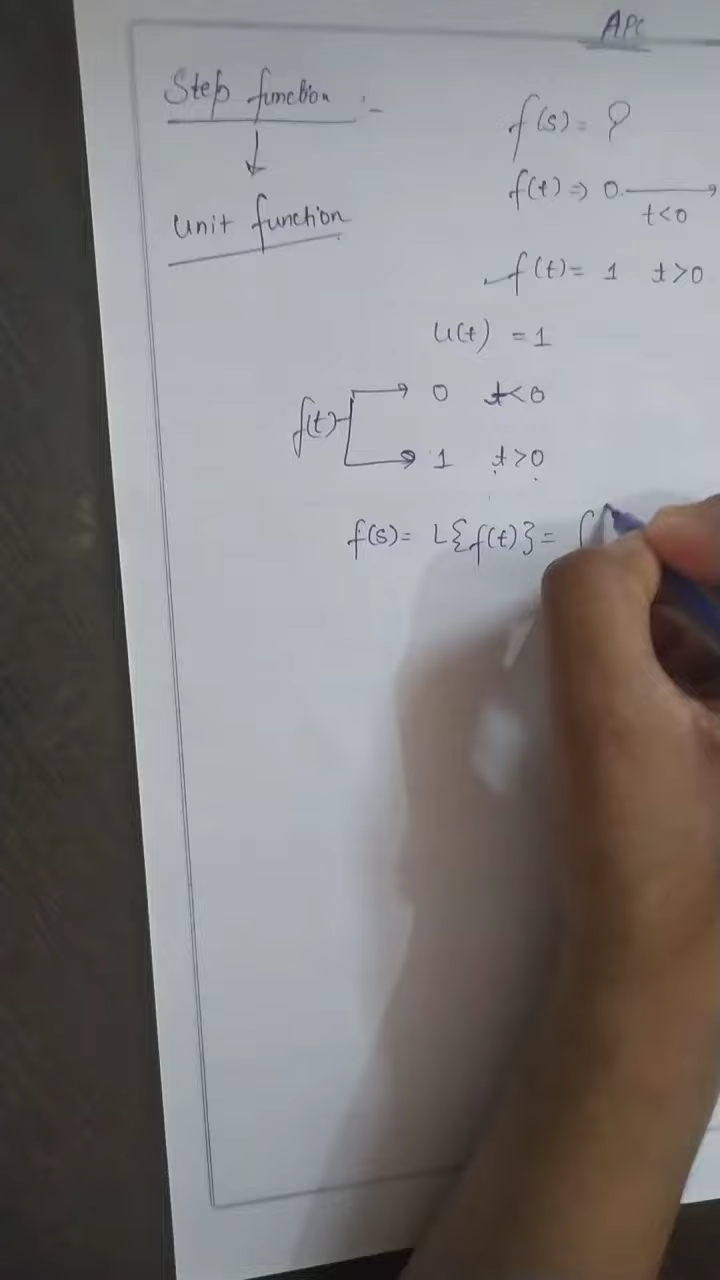 APC
Step function :-
f(s) = ?
↓
f(t) ⇒ 0 → t<0
unit function
f(t) = 1 t>0
u(t) = 1
f(t) → 0 t<0
→ 1 t>0
f(s) = L{f(t)} = ∫